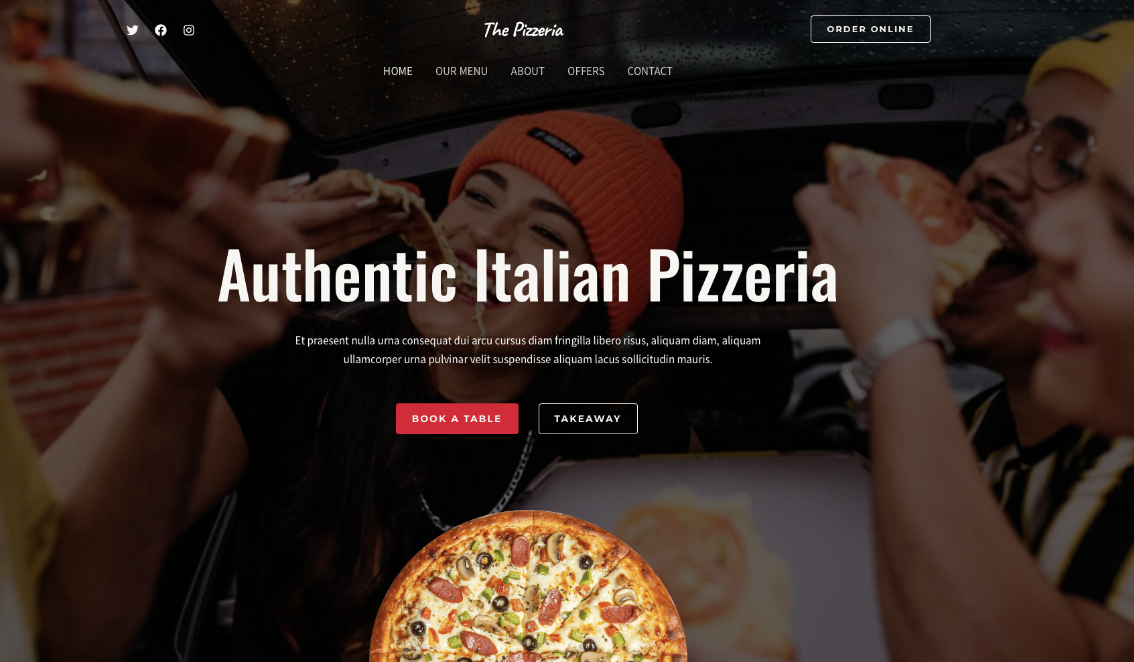 The Pizzeria
ORDER ONLINE
HOME OUR MENU ABOUT OFFERS CONTACT
Authentic Italian Pizzeria
Et praesent nulla urna consequat dui arcu cursus diam fringilla libero risus, aliquam diam, aliquam
ullamcorper urna pulvinar velit suspendisse aliquam lacus sollicitudin mauris.
BOOK A TABLE
TAKEAWAY